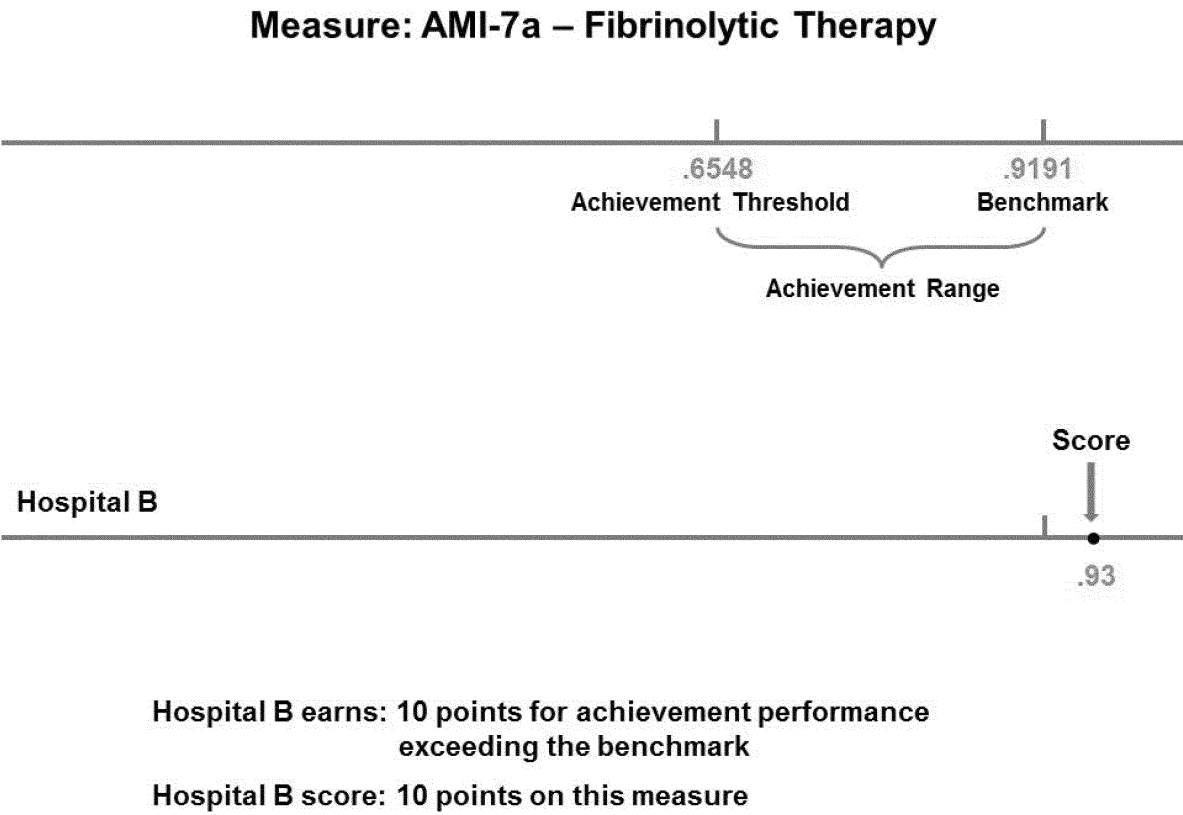 Measure: AMI-7a – Fibrinolytic Therapy
.6548 .9191
Achievement Threshold Benchmark
Achievement Range
Score
Hospital B
.93
Hospital B earns: 10 points for achievement performance
exceeding the benchmark
Hospital B score: 10 points on this measure